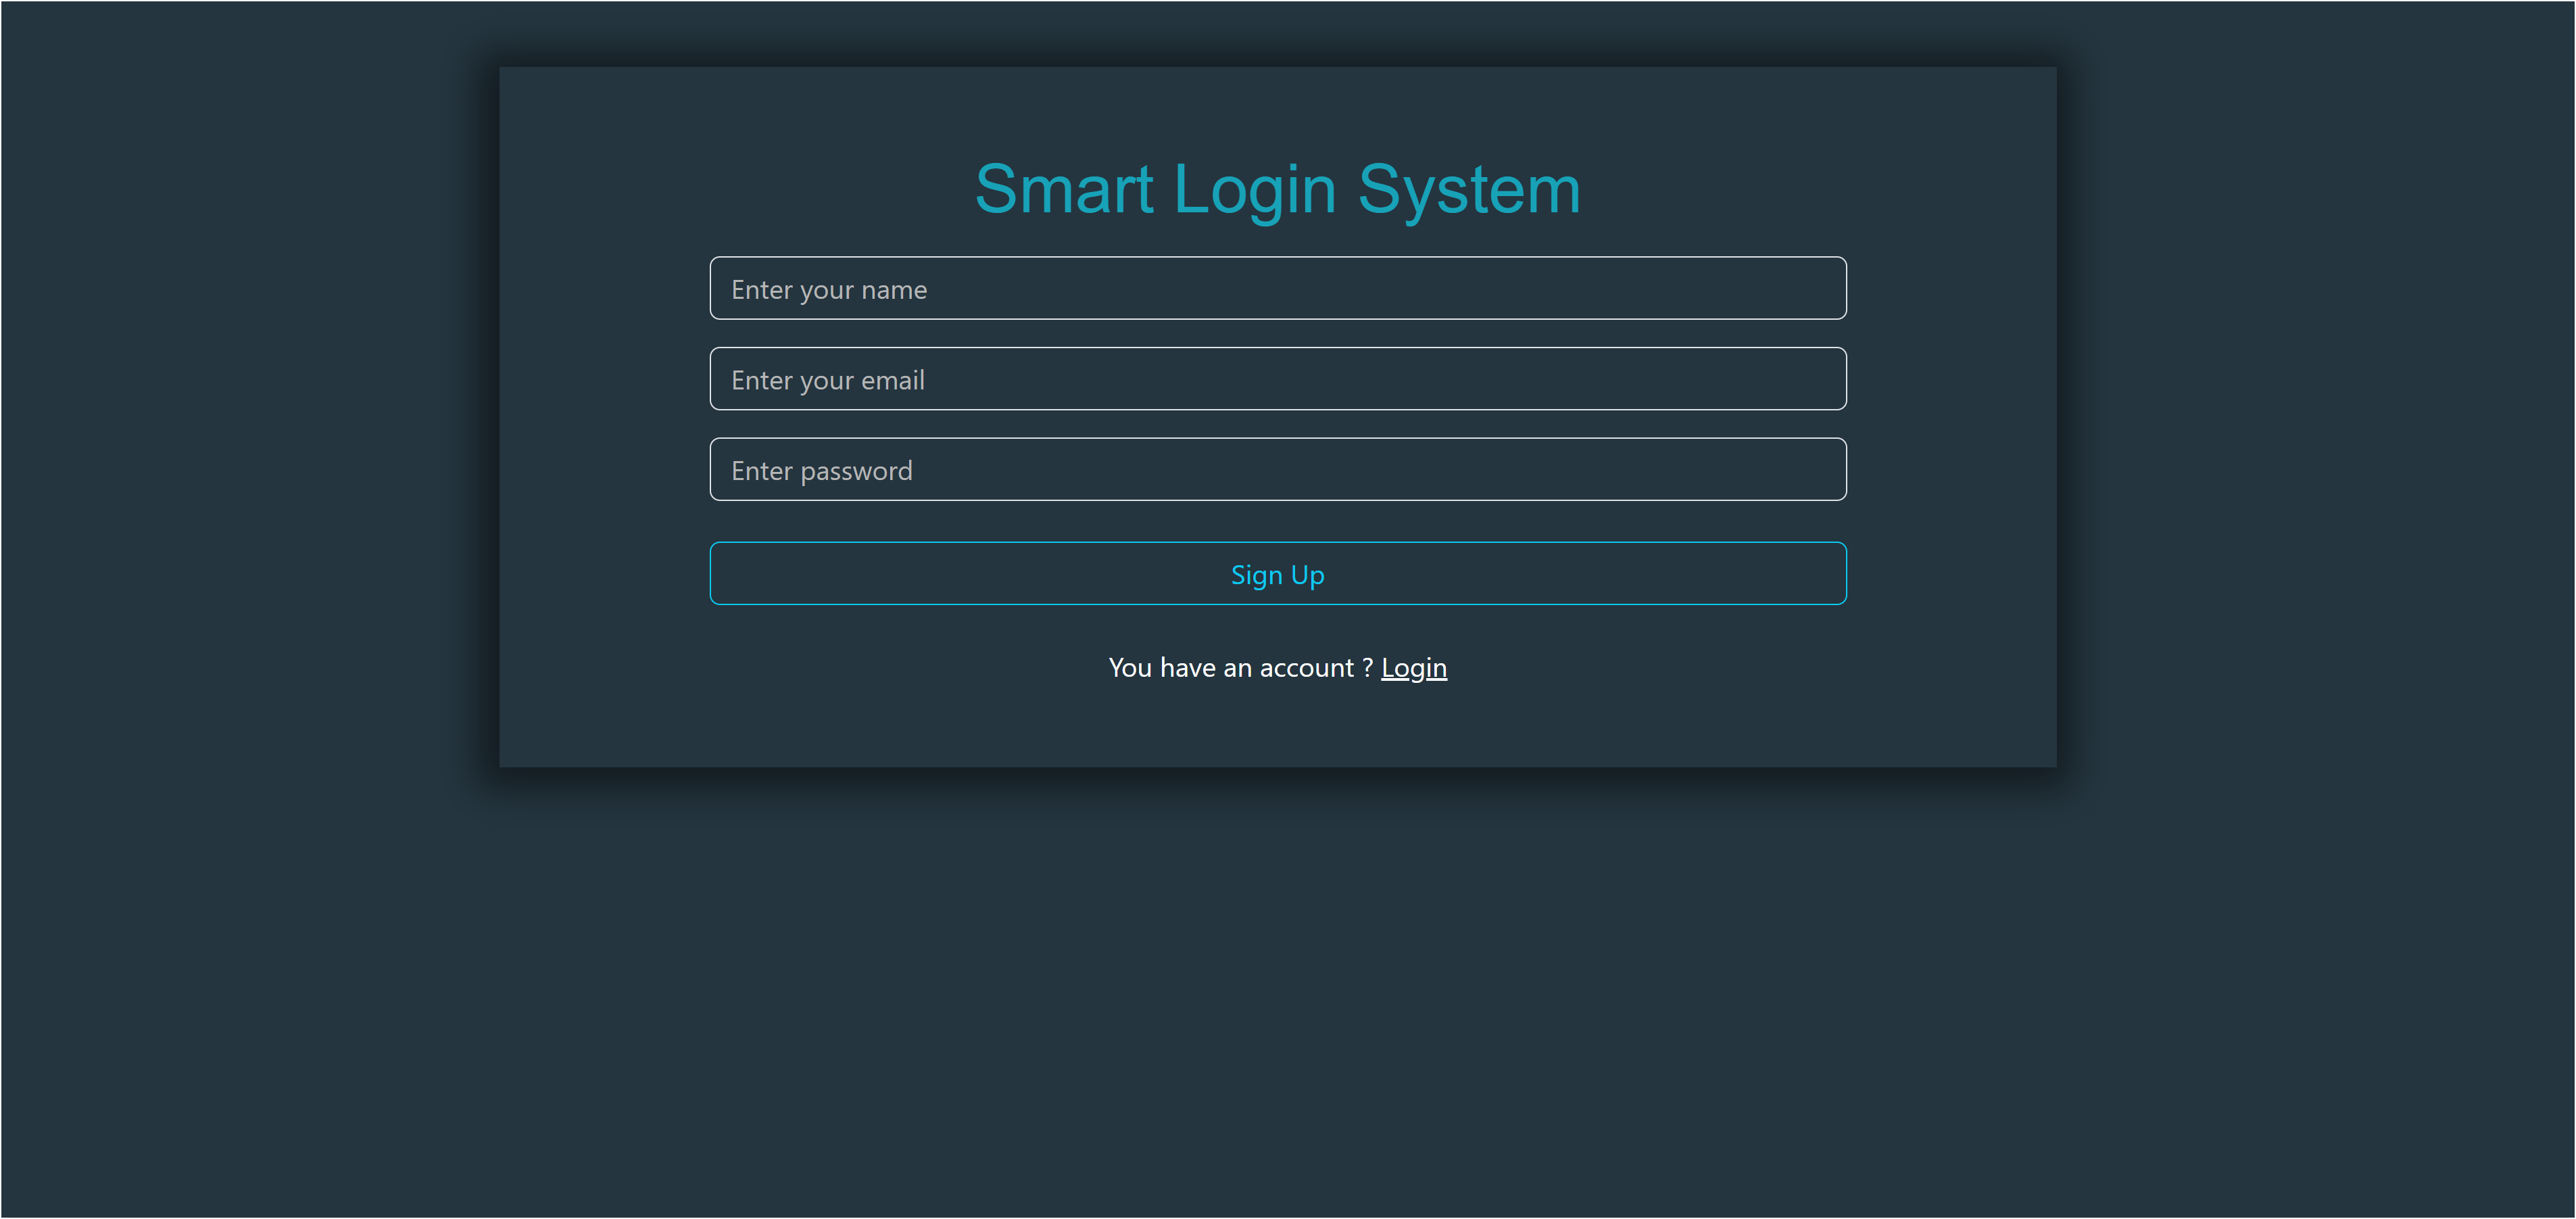 Smart Login System
Enter your name
Enter your email
Enter password
Sign Up
You have an account ? Login